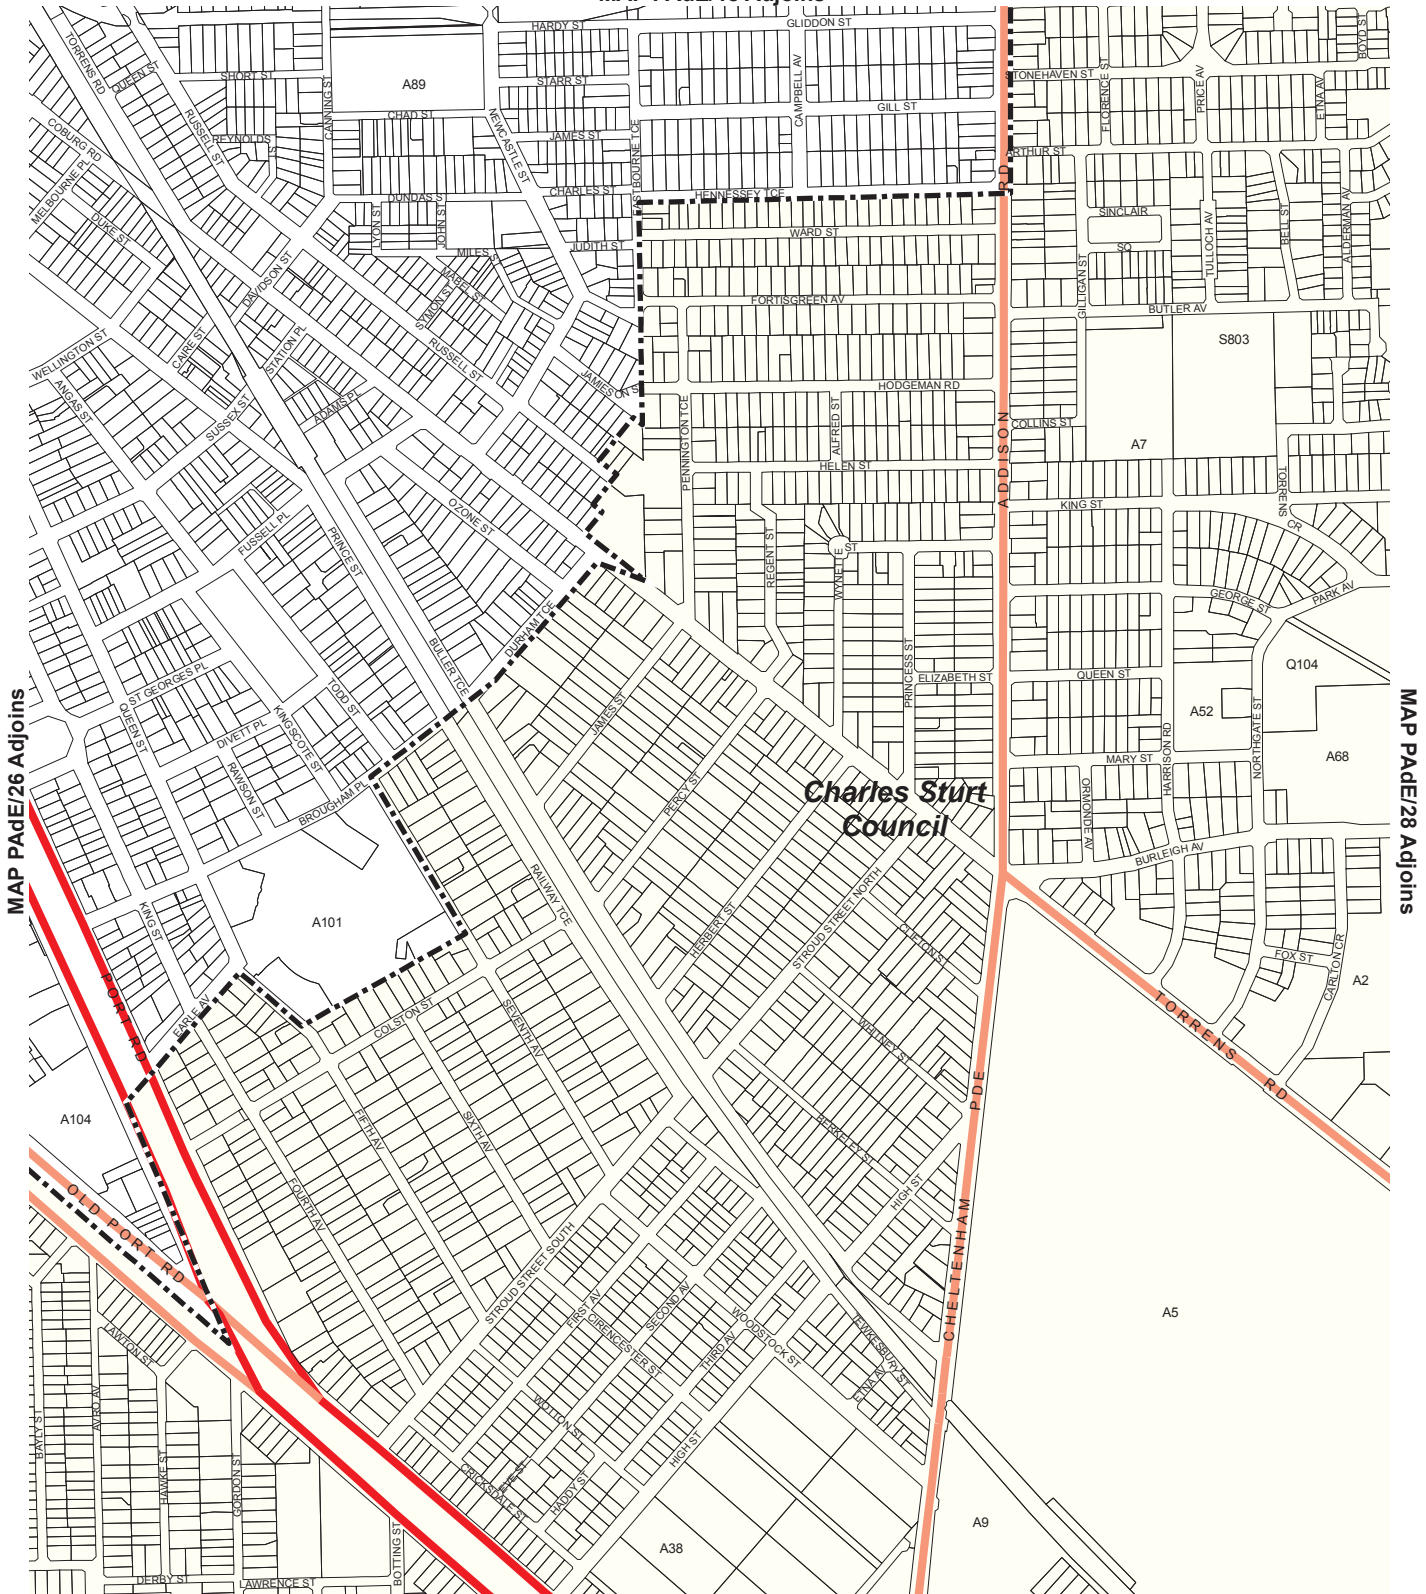 HARDY ST
GLIDDON ST
BOYD ST
TORRENS RD
QUEEN ST
SHORT ST
A89
STARR ST
CAMPBELL AV
STONEHAVEN ST
FLORENCE ST
PRICE AV
ETNA AV
CANNING ST
CHAD ST
GILL ST
COBURG RD
RUSSELL ST
REYNOLDS
NEWCASTLE ST
JAMES ST
EASTBOURNE TCE
ARTHUR ST
MELBOURNE PL
DUKE ST
DUNDAS ST
CHARLES ST
HENNESSEY TCE
RD
SINCLAIR
SQ
TULLOCH AV
BELL ST
ALDERMAN AV
LYON ST
JOHN ST
WARD ST
MILES S
JUDITH ST
DAVIDSON ST
MABEL ST
SYMON ST
GILLIGAN ST
FORTISGREEN AV
BUTLER AV
WELLINGTON ST
CAIRE ST
STATION PL
RUSSELL ST
S803
ANGAS ST
ADAMS PL
JAMIESON S
HODGEMAN RD
SUSSEX ST
PENNINGTON TCE
ALFRED ST
ADDISON
COLLINS ST
A7
HELEN ST
TORRENS
CR
OZONE ST
KING ST
FUSSELL PL
PRINCE ST
REGENT ST
WYNETTE
ST
GEORGE ST
PARK AV
DURHAM TCE
BULLER TCE
PRINCESS ST
ELIZABETH ST
QUEEN ST
Q104
ST GEORGES PL
TODD ST
MAP PAdE/26 Adjoins
MAP PAdE/28 Adjoins
QUEEN ST
DIVETT PL
KINGSCOTE ST
JAMES ST
A52
HARRISON RD
NORTHGATE ST
A68
RAWSON ST
BROUGHAM PL
PERCY ST
MARY ST
ORMONDE AV
Charles Sturt
Council
BURLEIGH AV
RAILWAY TCE
KING ST
A101
HERBERT ST
STROUD STREET NORTH
CLIFTON ST
FOX ST
CARLTON CR
A2
PORT RD
EARLE AV
COLSTON ST
SEVENTH AV
WHITNEY ST
TORRENS RD
PDE
A104
FIFTH AV
SIXTH AV
BERKELEY ST
OLD PORT RD
FOURTH AV
HIGH ST
CHELTENHAM
STROUD STREET SOUTH
FIRST AV
SECOND AV
CIRENCESTER ST
THIRD AV
WOODSTOCK ST
TEWKESBURY ST
ETNA AV
A5
LAWTON ST
AVRO AV
BAYLY ST
HAWKE ST
GORDON ST
WOTTON ST
HIGH ST
CRICKSDALE ST
HADDY ST
BOTTING ST
A38
A9
DERBY ST
LAWRENCE ST